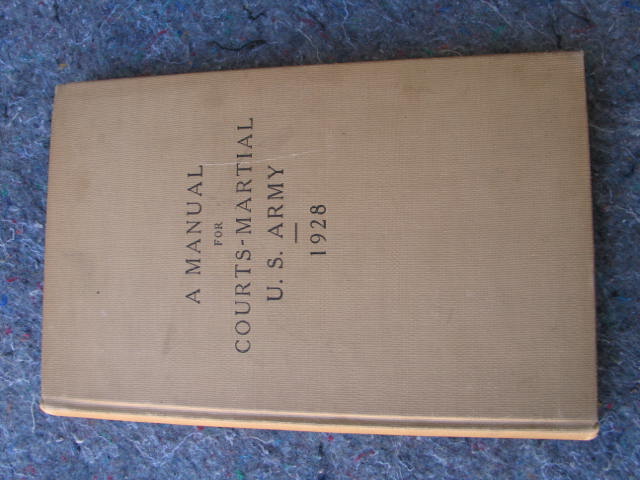 A MANUAL
FOR
COURTS-MARTIAL
U. S. ARMY
1928